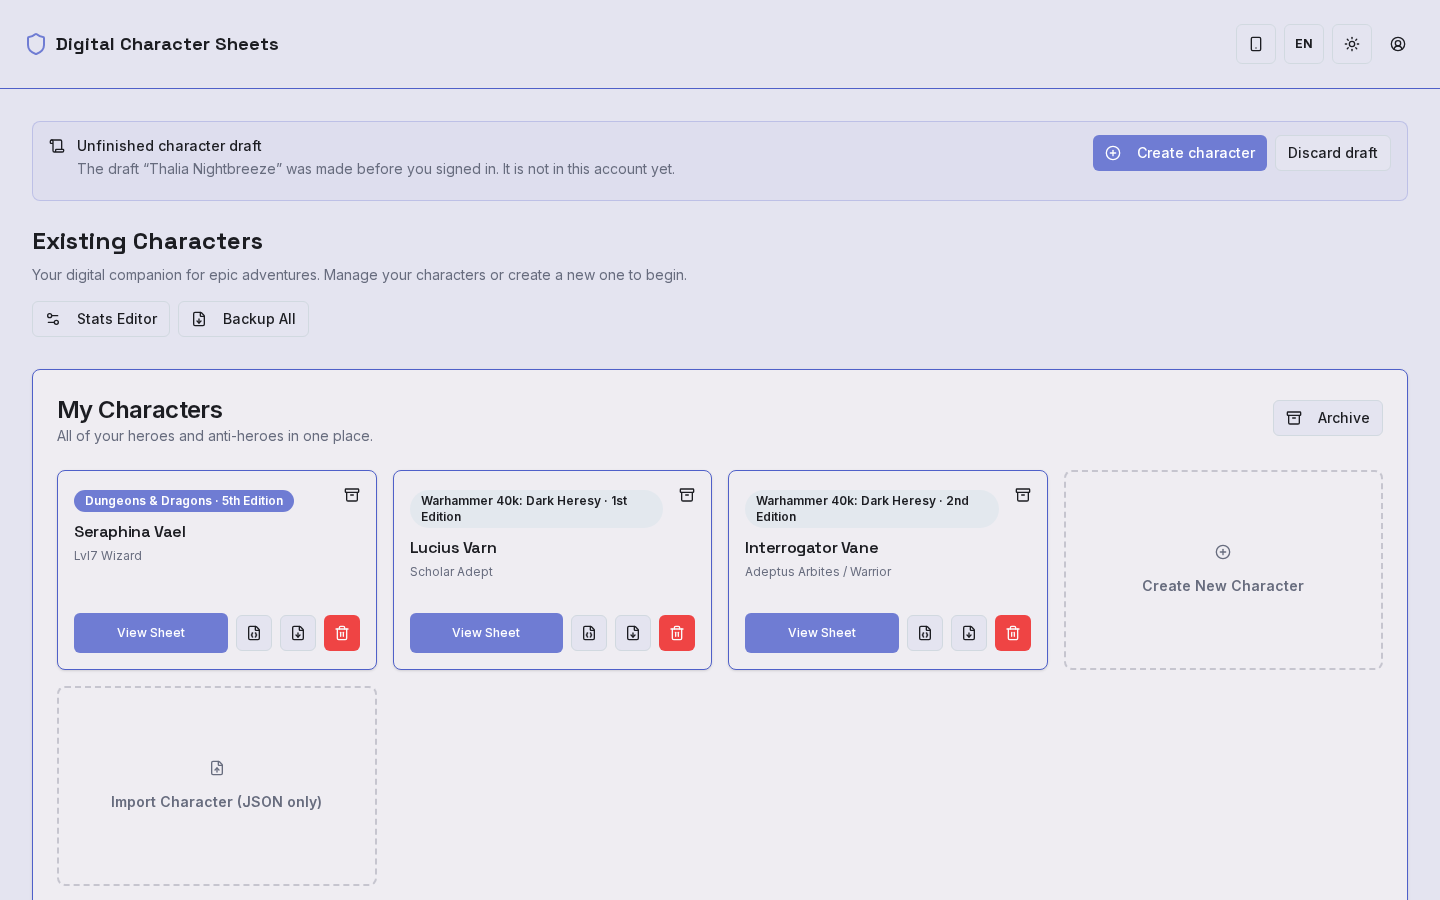 Digital Character Sheets
EN
Unfinished character draft
The draft “Thalia Nightbreeze” was made before you signed in. It is not in this account yet.
Create character
Discard draft
Existing Characters
Your digital companion for epic adventures. Manage your characters or create a new one to begin.
Stats Editor
Backup All
My Characters
All of your heroes and anti-heroes in one place.
Archive
Dungeons & Dragons · 5th Edition
Seraphina Vael
Lvl7 Wizard
View Sheet
Warhammer 40k: Dark Heresy · 1st
Edition
Lucius Varn
Scholar Adept
View Sheet
Warhammer 40k: Dark Heresy · 2nd
Edition
Interrogator Vane
Adeptus Arbites / Warrior
View Sheet
Create New Character
Import Character (JSON only)